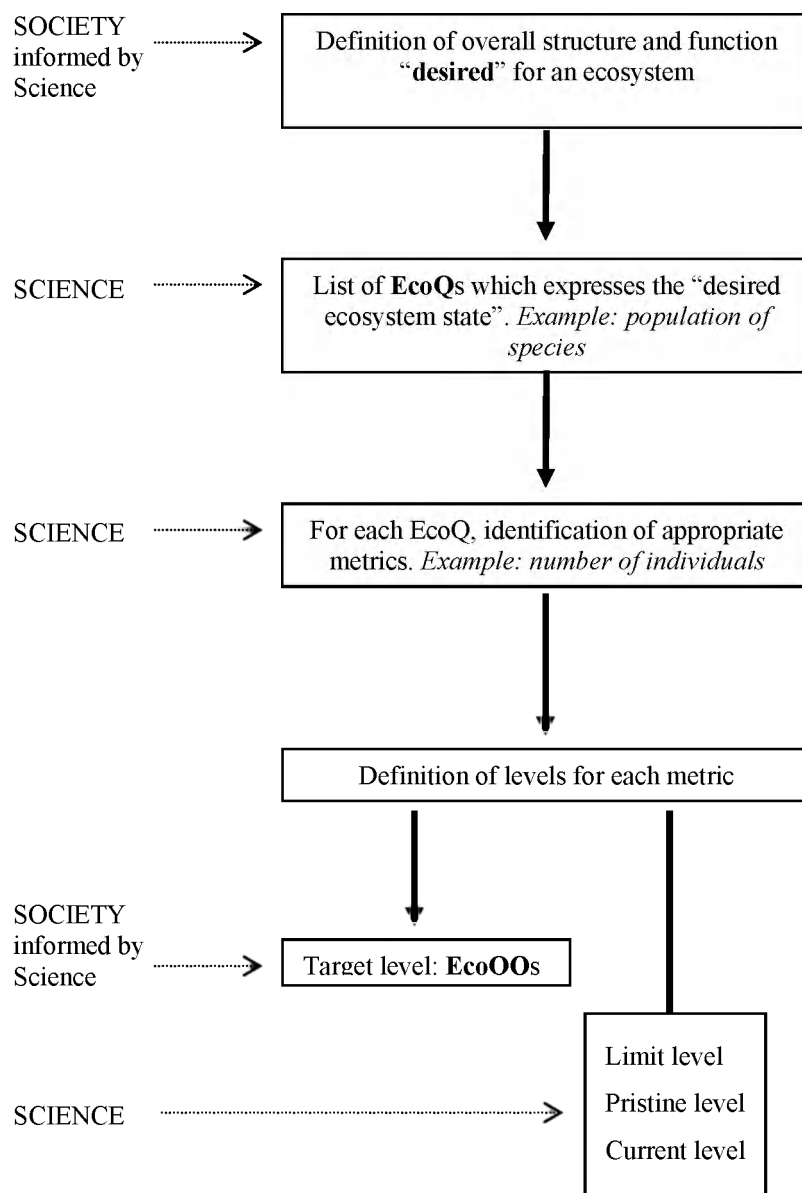 SOCIETY
informed by
Science
Definition of overall structure and function
“desired” for an ecosystem
SCIENCE
List of EcoQs which expresses the “desired
ecosystem state”. Example: population of
species
SCIENCE
For each EcoQ, identification of appropriate
metrics. Example: number of individuals
Definition of levels for each metric
SOCIETY
informed by
Science
Target level: EcoOOs
Limit level
Pristine level
Current level
SCIENCE